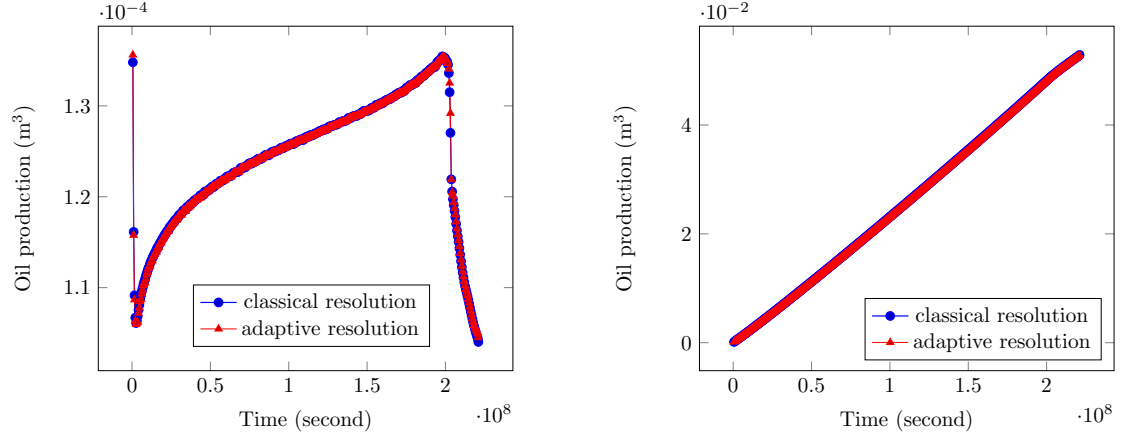 ·10−4
1.3
1.2
1.1
Oil production (m3)
classical resolution
adaptive resolution
0 0.5 1 1.5 2
·108
Time (second)
·10−2
4
2
0
Oil production (m3)
classical resolution
adaptive resolution
0 0.5 1 1.5 2
·108
Time (second)